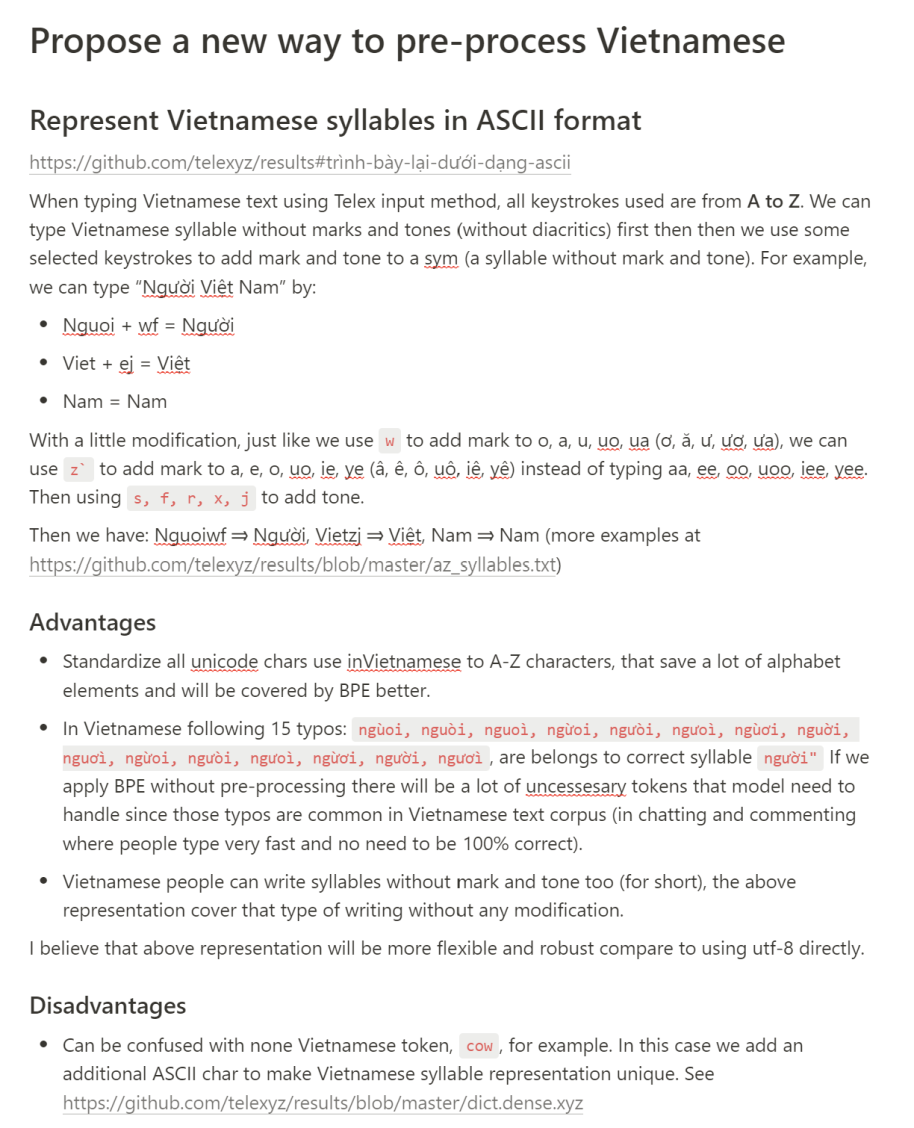 Propose a new way to pre-process Vietnamese
Represent Vietnamese syllables in ASCII format
https://github.com/telexyz/results#trình-bày-lại-dưới-dạng-ascii
When typing Vietnamese text using Telex input method, all keystrokes used are from A to Z. We can
type Vietnamese syllable without marks and tones (without diacritics) first then then we use some
selected keystrokes to add mark and tone to a sym (a syllable without mark and tone). For example,
we can type “Người Việt Nam” by:
• Nguoi + wf = Người
• Viet + ej = Việt
• Nam = Nam
With a little modification, just like we use w to add mark to o, a, u, uo, ua (ơ, ă, ư, ươ, ưa), we can
use z` to add mark to a, e, o, uo, ie, ye (â, ê, ô, uô, iê, yê) instead of typing aa, ee, oo, uoo, iee, yee.
Then using s, f, r, x, j to add tone.
Then we have: Nguoiwf ⇒ Người, Vietzj ⇒ Việt, Nam ⇒ Nam (more examples at
https://github.com/telexyz/results/blob/master/az_syllables.txt)
Advantages
• Standardize all unicode chars use inVietnamese to A-Z characters, that save a lot of alphabet
elements and will be covered by BPE better.
• In Vietnamese following 15 typos: ngùoi, nguòi, nguoì, ngừoi, ngưòi, ngưoì, ngùơi, nguời,
nguơì, ngừoi, ngưòi, ngưoì, ngừơi, người, ngươì, are belongs to correct syllable người" If we
apply BPE without pre-processing there will be a lot of uncessesary tokens that model need to
handle since those typos are common in Vietnamese text corpus (in chatting and commenting
where people type very fast and no need to be 100% correct).
• Vietnamese people can write syllables without mark and tone too (for short), the above
representation cover that type of writing without any modification.
I believe that above representation will be more flexible and robust compare to using utf-8 directly.
Disadvantages
• Can be confused with none Vietnamese token, cow, for example. In this case we add an
additional ASCII char to make Vietnamese syllable representation unique. See
https://github.com/telexyz/results/blob/master/dict.dense.xyz